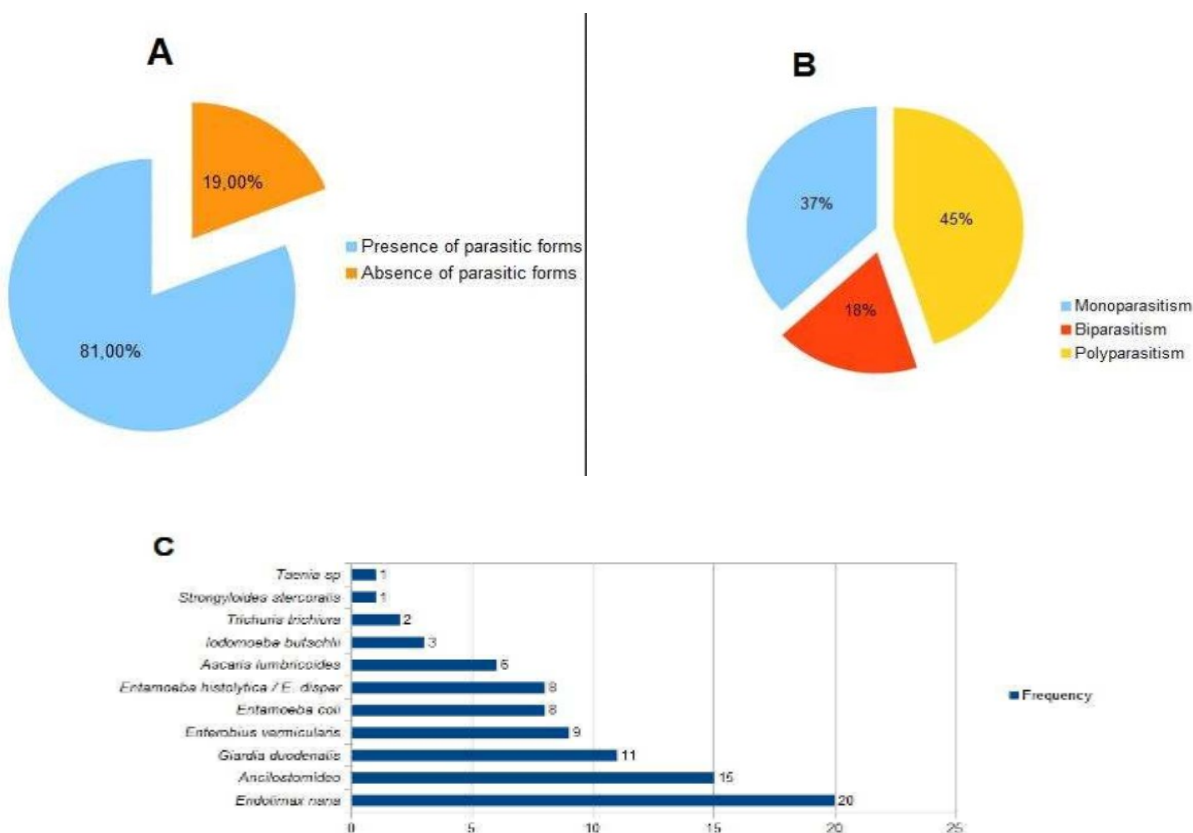 A
19,00%
81,00%
Presence of parasitic forms
Absence of parasitic forms
B
37%
45%
18%
Monoparasitism
Biparasitism
Polyparasitism
C
Taenia sp 1
Strongyloides stercoralis 1
Trichuris trichiura 2
Iodomoeba butschlii 3
Ascaris lumbricoides 6
Entamoeba histolytica / E. dispar 8
Entamoeba coli 8
Enterobius vermicularis 9
Giardia duodenalis 11
Ancilostomideo 15
Endolimax nana 20
0 5 10 15 20 25
Frequency